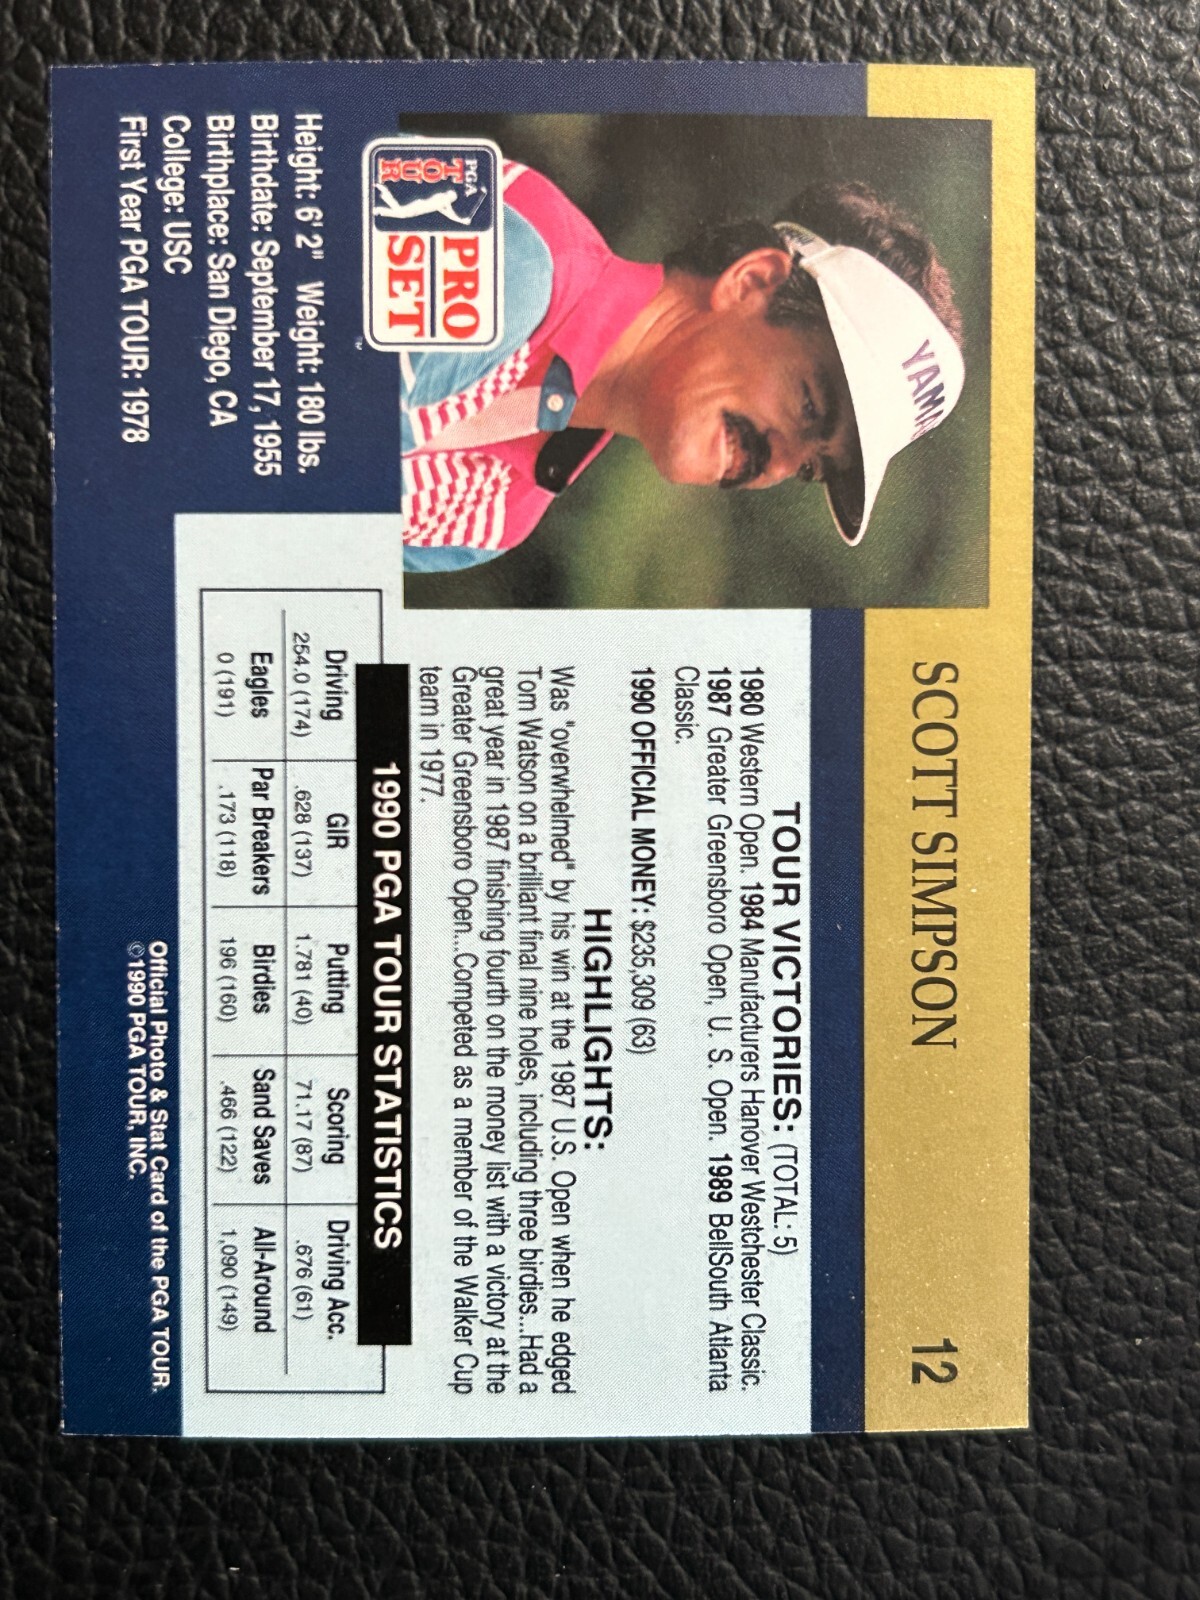 SCOTT SIMPSON 12
YAMA
PGA
TOUR
PRO
SET
TM
Height: 6' 2" Weight: 180 lbs.
Birthdate: September 17, 1955
Birthplace: San Diego, CA
College: USC
First Year PGA TOUR: 1978
TOUR VICTORIES: (TOTAL: 5)
1980 Western Open. 1984 Manufacturers Hanover Westchester Classic.
1987 Greater Greensboro Open, U. S. Open. 1989 BellSouth Atlanta
Classic.
1990 OFFICIAL MONEY: $235,309 (63)
HIGHLIGHTS:
Was "overwhelmed" by his win at the 1987 U.S. Open when he edged
Tom Watson on a brilliant final nine holes, including three birdies...Had a
great year in 1987 finishing fourth on the money list with a victory at the
Greater Greensboro Open...Competed as a member of the Walker Cup
team in 1977.
1990 PGA TOUR STATISTICS
Driving GIR Putting Scoring Driving Acc.
254.0 (174) .628 (137) 1.781 (40) 71.17 (87) .676 (61)
Eagles Par Breakers Birdies Sand Saves All-Around
0 (191) .173 (118) 196 (160) .466 (122) 1,090 (149)
Official Photo & Stat Card of the PGA TOUR.
©1990 PGA TOUR, INC.